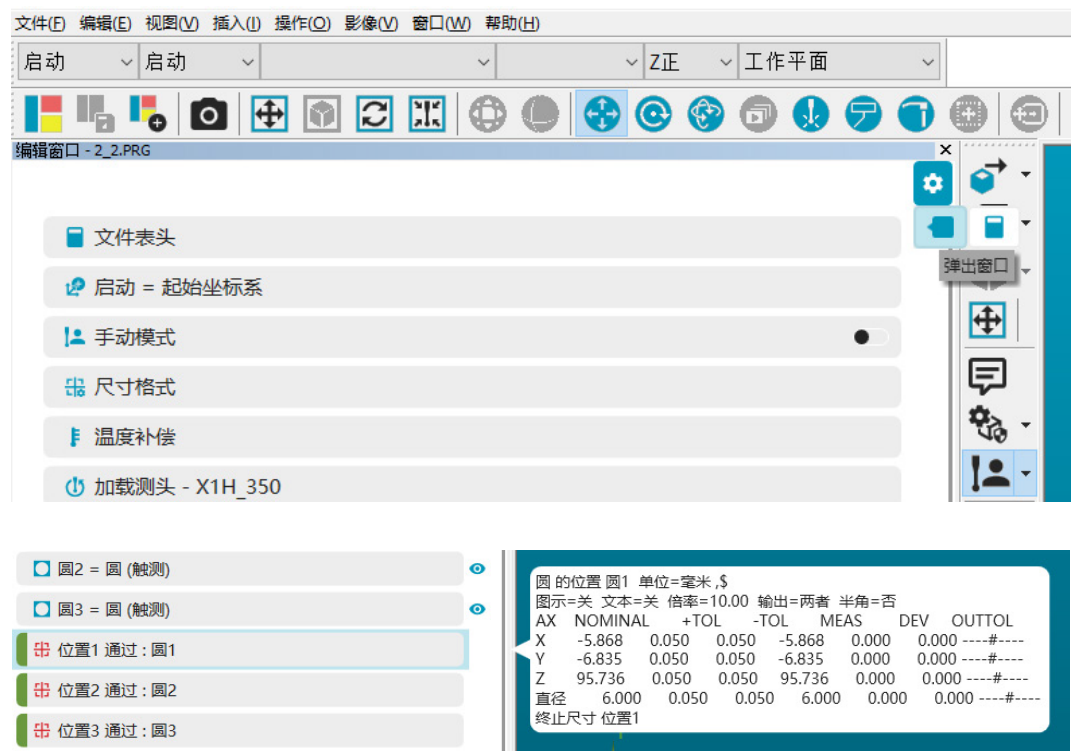 文件(F) 编辑(E) 视图(V) 插入(I) 操作(O) 影像(V) 窗口(W) 帮助(H)
启动 启动 Z正 工作平面
编辑窗口 - 2_2.PRG
文件表头
弹出窗口
启动 = 起始坐标系
手动模式
尺寸格式
温度补偿
加载测头 - X1H_350
圆2 = 圆 (触测)
圆3 = 圆 (触测)
位置1 通过 : 圆1
位置2 通过 : 圆2
位置3 通过 : 圆3
圆 的位置 圆1 单位=毫米 ,$
图示=关 文本=关 倍率=10.00 输出=两者 半角=否
AX NOMINAL +TOL -TOL MEAS DEV OUTTOL
X -5.868 0.050 0.050 -5.868 0.000 0.000 ----#----
Y -6.835 0.050 0.050 -6.835 0.000 0.000 ----#----
Z 95.736 0.050 0.050 95.736 0.000 0.000 ----#----
直径 6.000 0.050 0.050 6.000 0.000 0.000 ----#----
终止尺寸 位置1